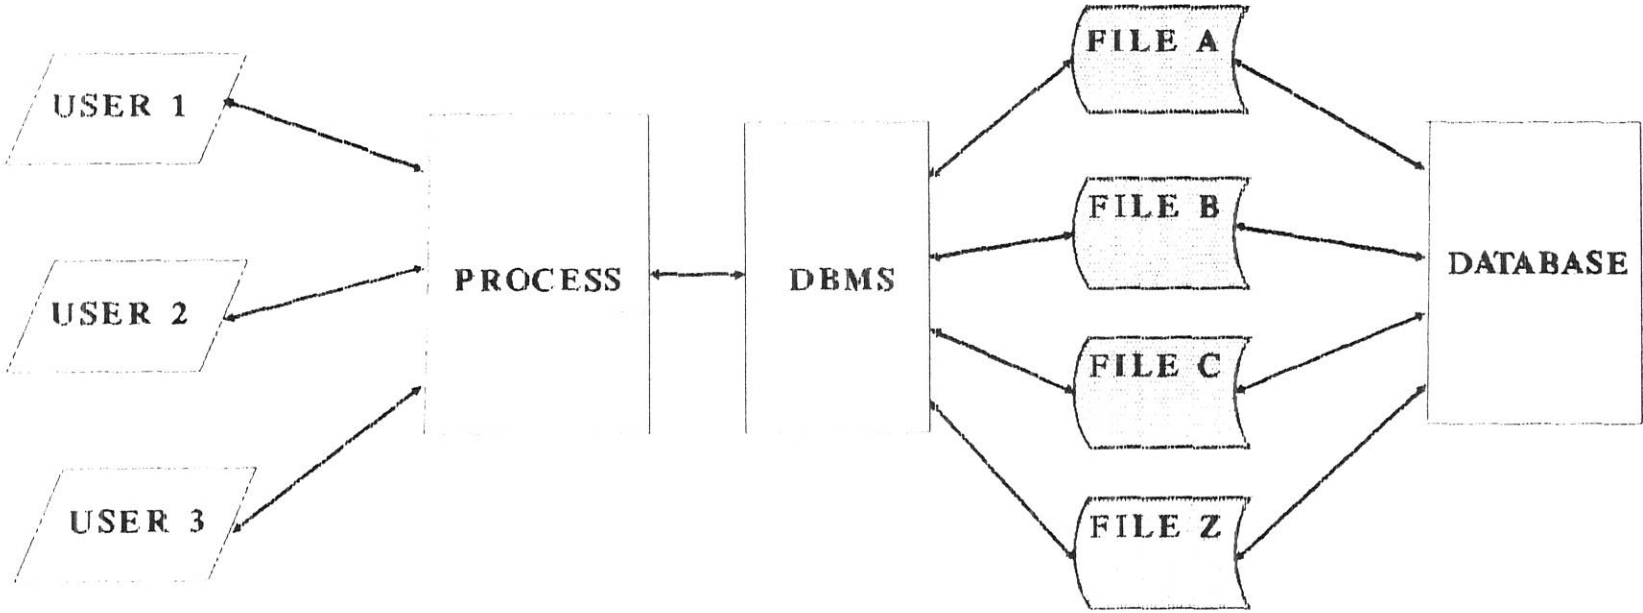 USER 1
USER 2
USER 3
PROCESS
DBMS
FILE A
FILE B
FILE C
FILE Z
DATABASE